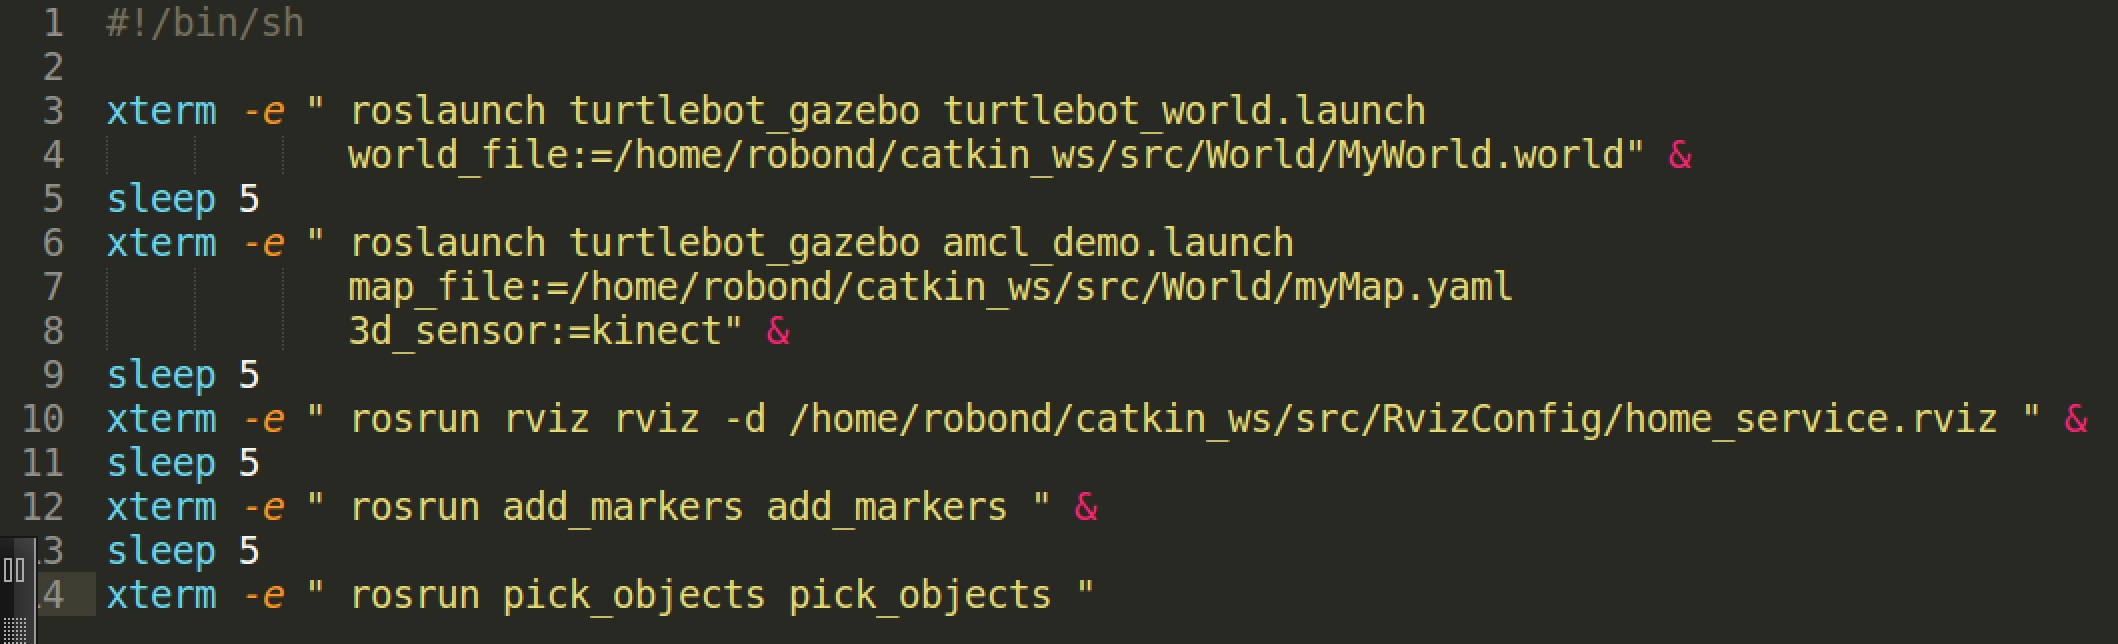 1 #!/bin/sh
2
3 xterm -e " roslaunch turtlebot_gazebo turtlebot_world.launch
4 world_file:=/home/robond/catkin_ws/src/World/MyWorld.world" &
5 sleep 5
6 xterm -e " roslaunch turtlebot_gazebo amcl_demo.launch
7 map_file:=/home/robond/catkin_ws/src/World/myMap.yaml
8 3d_sensor:=kinect" &
9 sleep 5
10 xterm -e " rosrun rviz rviz -d /home/robond/catkin_ws/src/RvizConfig/home_service.rviz " &
11 sleep 5
12 xterm -e " rosrun add_markers add_markers " &
13 sleep 5
14 xterm -e " rosrun pick_objects pick_objects "